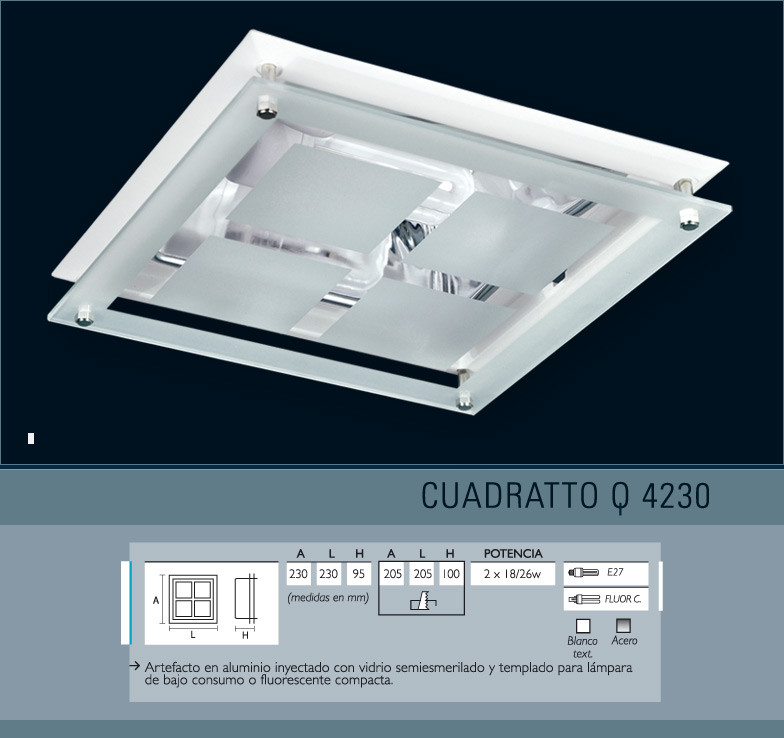 CUADRATTO Q 4230
A L H A L H POTENCIA
230 230 95 205 205 100 2 x 18/26w E27
(medidas en mm) FLUOR C.
A
L H
Blanco text. Acero
Artefacto en aluminio inyectado con vidrio semiesmerilado y templado para lámpara
de bajo consumo o fluorescente compacta.